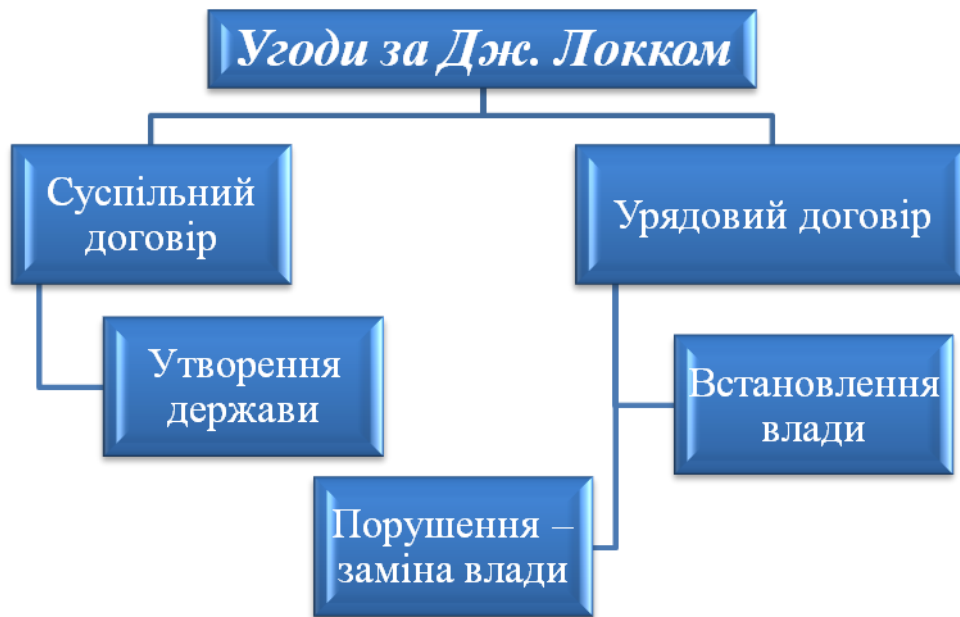 Угоди за Дж. Локком
Суспільний
договір
Урядовий договір
Утворення
держави
Встановлення
влади
Порушення –
заміна влади